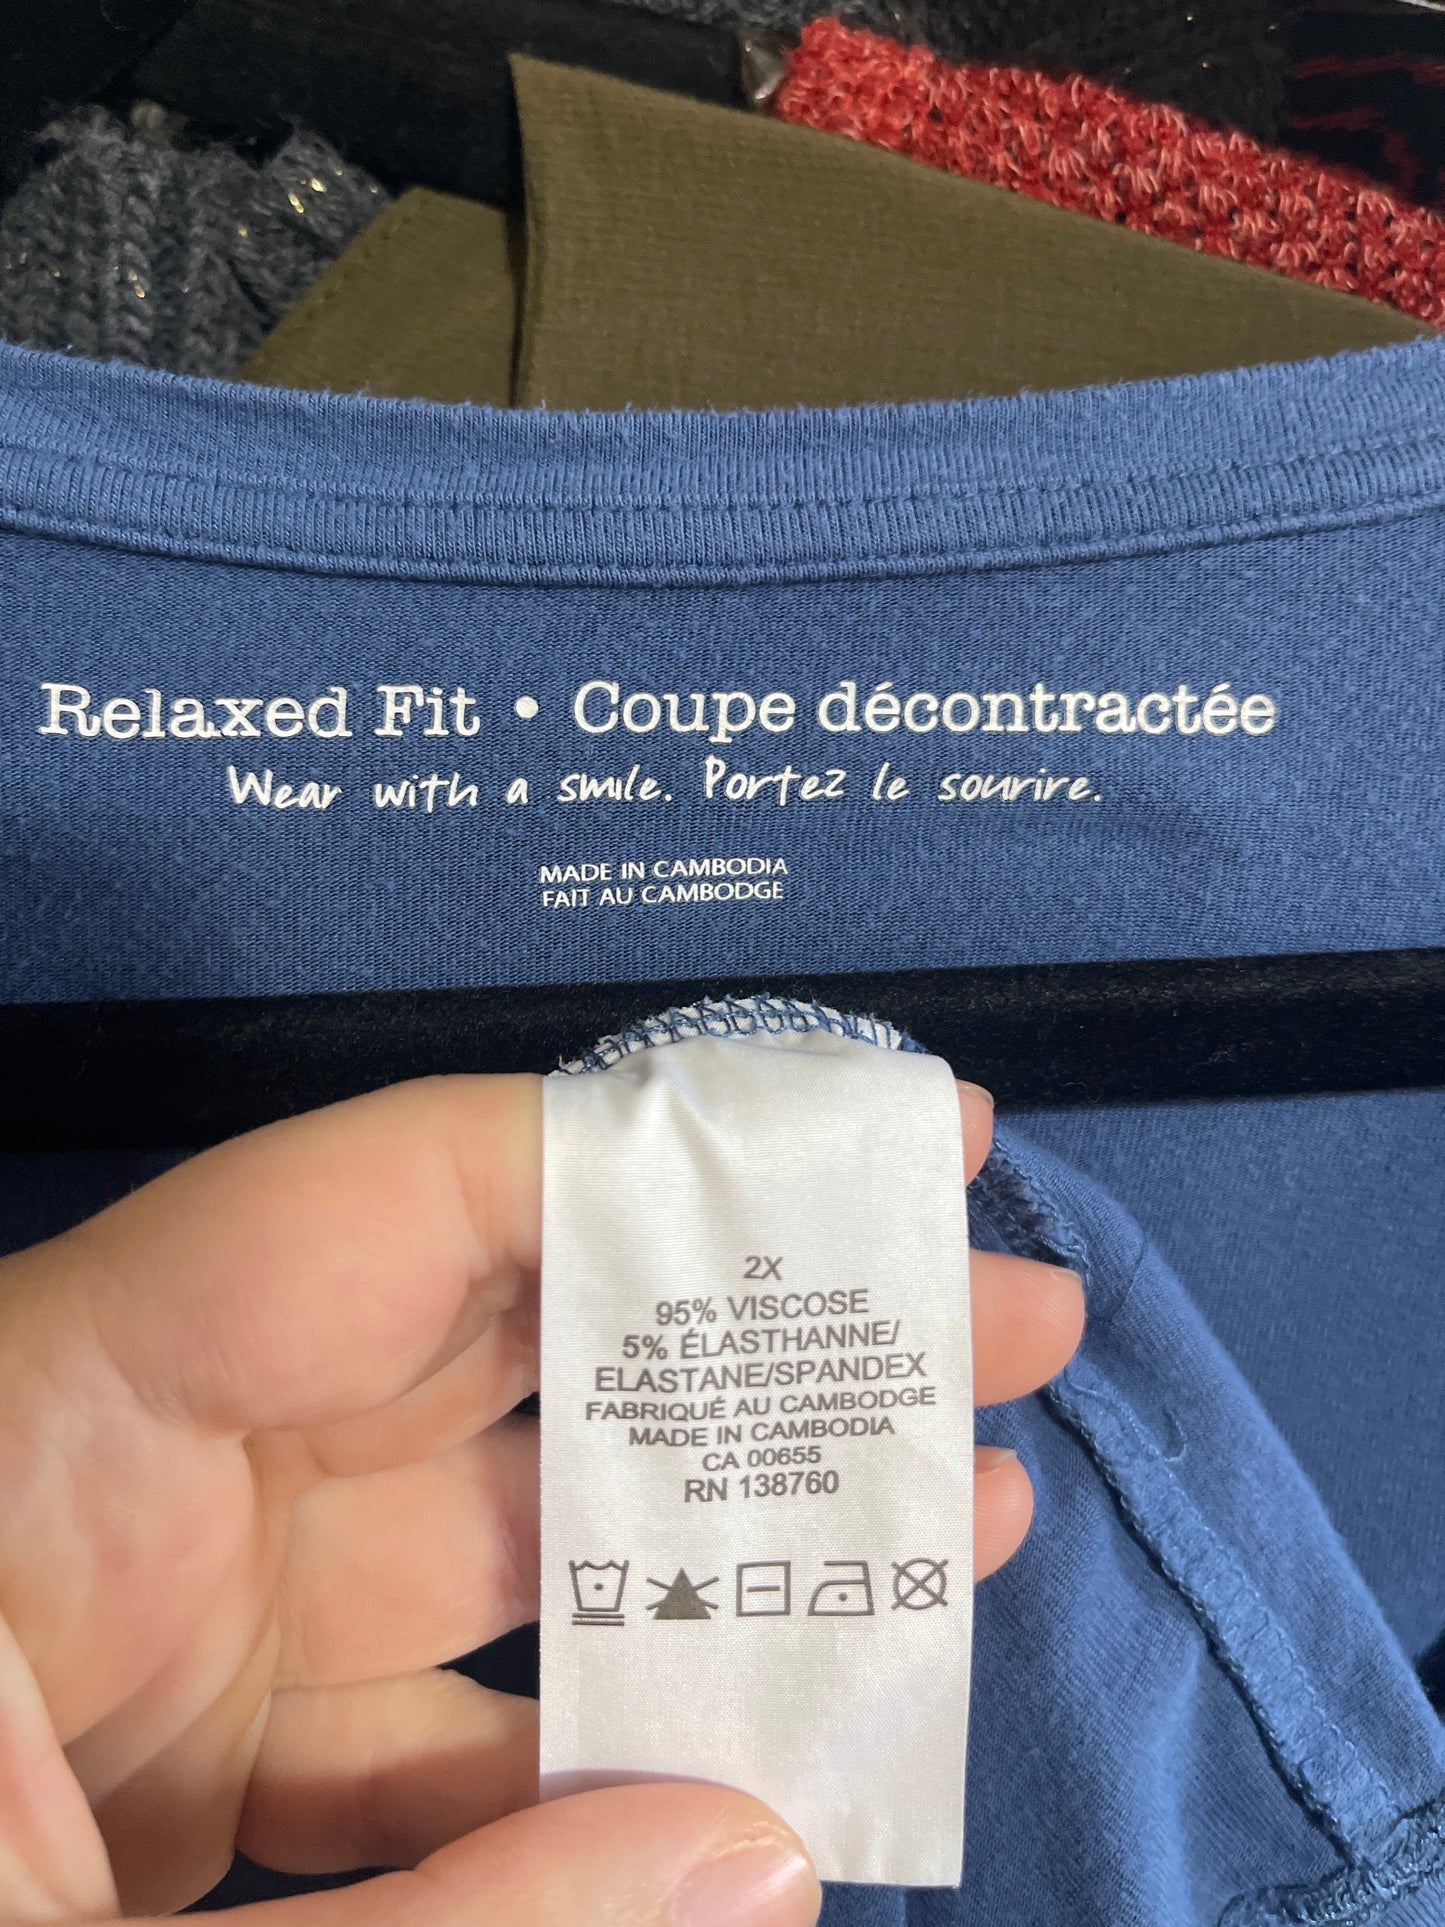 Relaxed Fit • Coupe décontractée
Wear with a smile. Portez le sourire.
MADE IN CAMBODIA
FAIT AU CAMBODGE
2X
95% VISCOSE
5% ÉLASTHANNE/
ELASTANE/SPANDEX
FABRIQUÉ AU CAMBODGE
MADE IN CAMBODIA
CA 00655
RN 138760